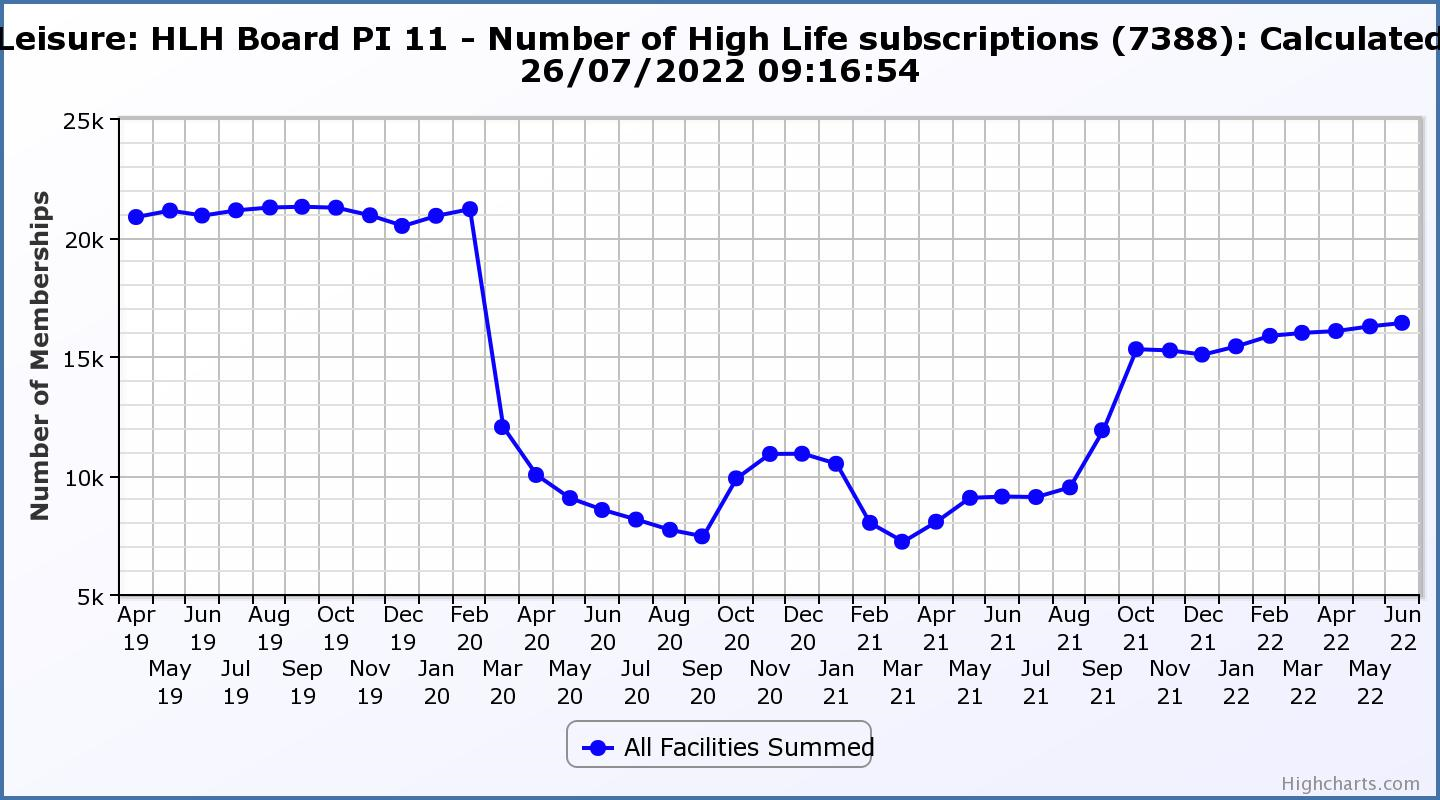 Leisure: HLH Board PI 11 - Number of High Life subscriptions (7388): Calculated
26/07/2022 09:16:54
Number of Memberships
25k
20k
15k
10k
5k
Apr 19
May 19
Jun 19
Jul 19
Aug 19
Sep 19
Oct 19
Nov 19
Dec 19
Jan 20
Feb 20
Mar 20
Apr 20
May 20
Jun 20
Jul 20
Aug 20
Sep 20
Oct 20
Nov 20
Dec 20
Jan 21
Feb 21
Mar 21
Apr 21
May 21
Jun 21
Jul 21
Aug 21
Sep 21
Oct 21
Nov 21
Dec 21
Jan 22
Feb 22
Mar 22
Apr 22
May 22
Jun 22
All Facilities Summed
Highcharts.com